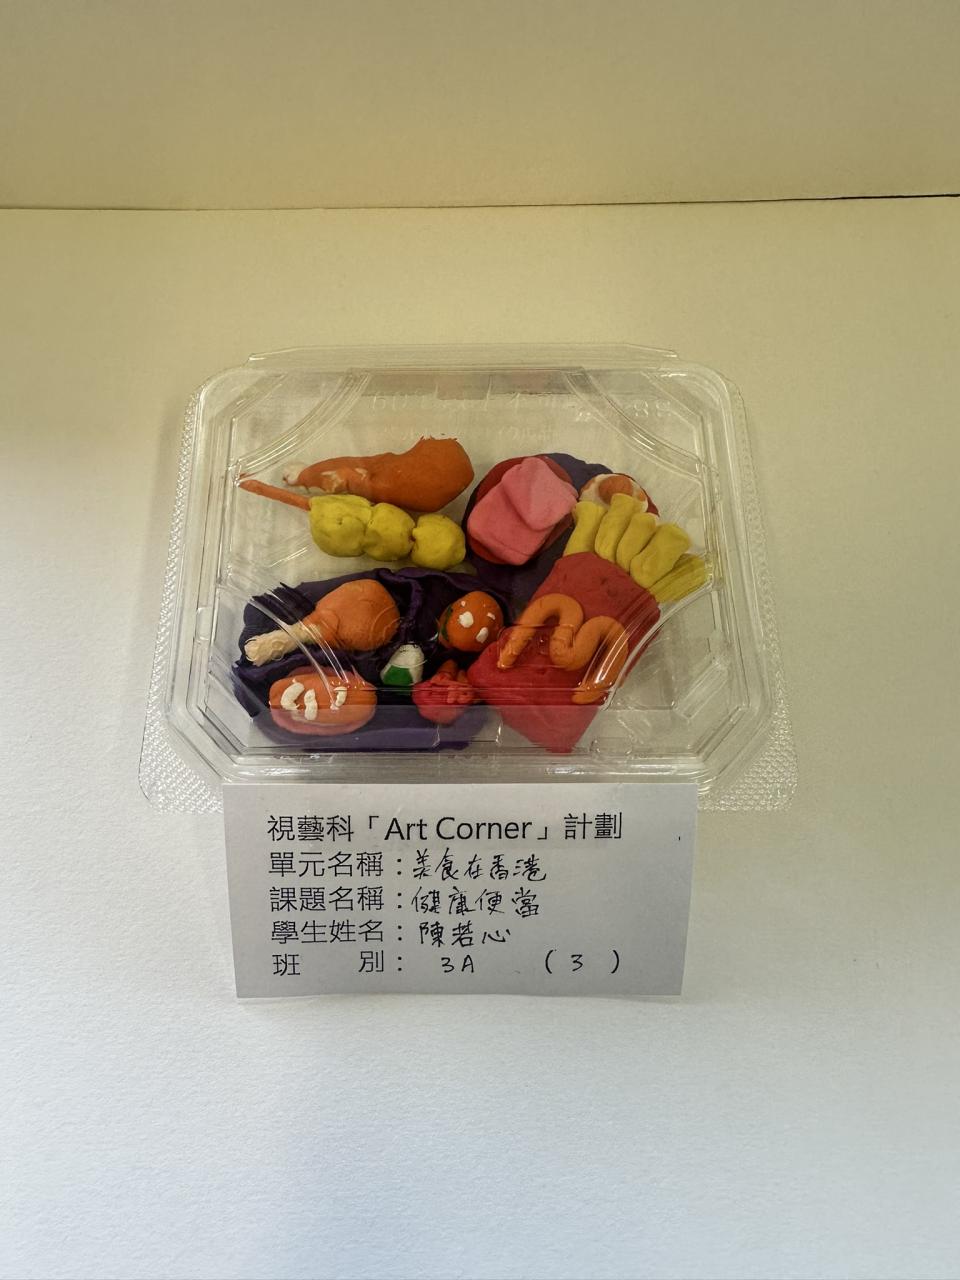 視藝科「Art Corner」計劃
單元名稱：美食在香港
課題名稱：健康便當
學生姓名：陳若心
班　　別：3A （3）